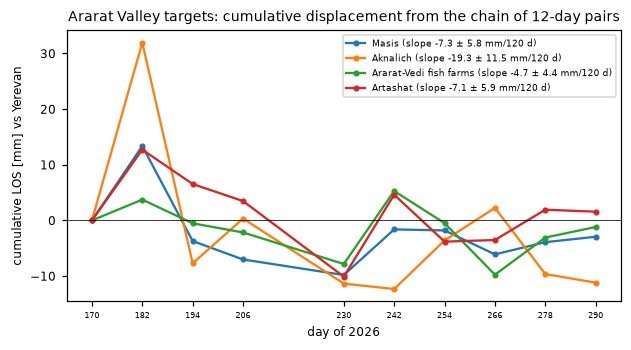 Ararat Valley targets: cumulative displacement from the chain of 12-day pairs
cumulative LOS [mm] vs Yerevan
30
20
10
0
−10
Masis (slope -7.3 ± 5.8 mm/120 d)
Aknalich (slope -19.3 ± 11.5 mm/120 d)
Ararat-Vedi fish farms (slope -4.7 ± 4.4 mm/120 d)
Artashat (slope -7.1 ± 5.9 mm/120 d)
170 182 194 206 230 242 254 266 278 290
day of 2026